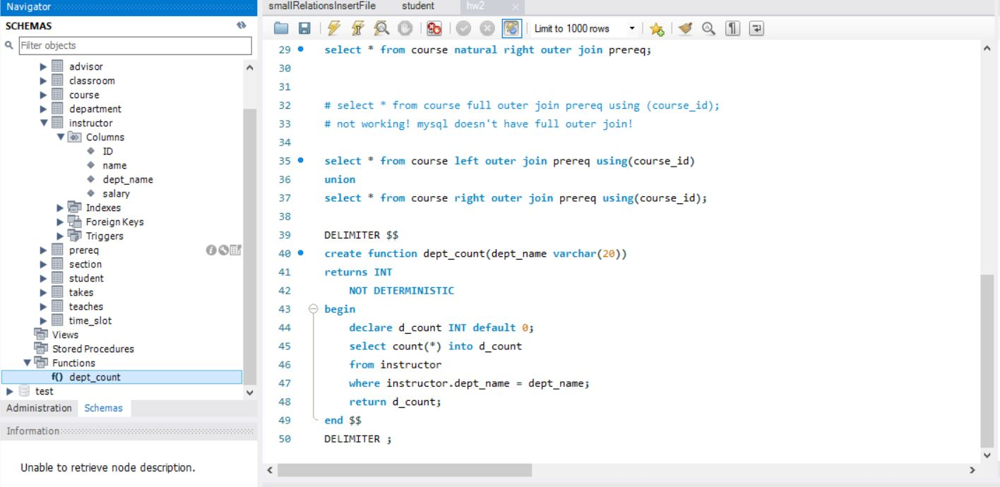 Navigator
SCHEMAS
Filter objects
advisor
classroom
course
department
instructor
Columns
ID
name
dept_name
salary
Indexes
Foreign Keys
Triggers
prereq
section
student
takes
teaches
time_slot
Views
Stored Procedures
Functions
f() dept_count
test
Administration Schemas
Information
Unable to retrieve node description.
smallRelationsInsertFile student hw2
Limit to 1000 rows
29 select * from course natural right outer join prereq;
30
31
32 # select * from course full outer join prereq using (course_id);
33 # not working! mysql doesn't have full outer join!
34
35 select * from course left outer join prereq using(course_id)
36 union
37 select * from course right outer join prereq using(course_id);
38
39 DELIMITER $$
40 create function dept_count(dept_name varchar(20))
41 returns INT
42 NOT DETERMINISTIC
43 begin
44 declare d_count INT default 0;
45 select count(*) into d_count
46 from instructor
47 where instructor.dept_name = dept_name;
48 return d_count;
49 end $$
50 DELIMITER ;